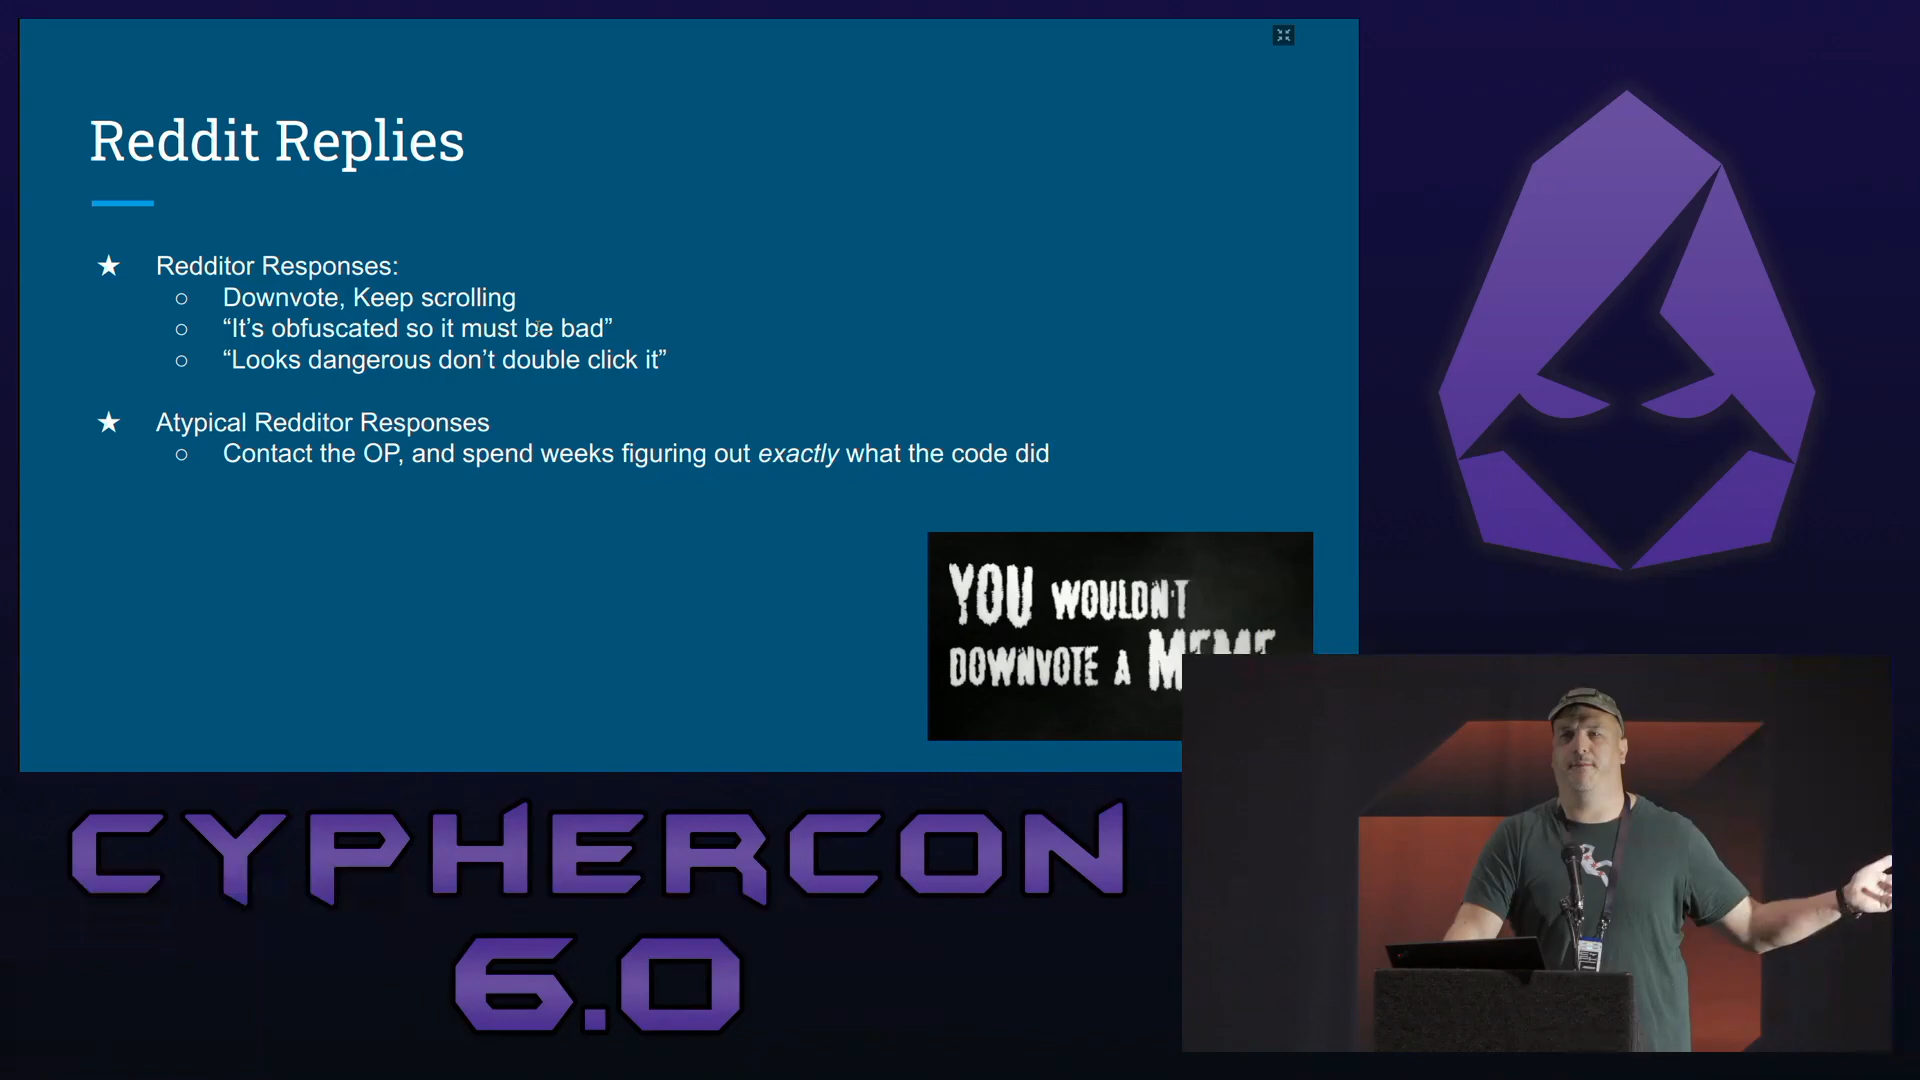 Reddit Replies
★ Redditor Responses:
○ Downvote, Keep scrolling
○ “It’s obfuscated so it must be bad”
○ “Looks dangerous don’t double click it”
★ Atypical Redditor Responses
○ Contact the OP, and spend weeks figuring out exactly what the code did
YOU WOULDN'T
DOWNVOTE A MEME
CYPHERCON
6.0